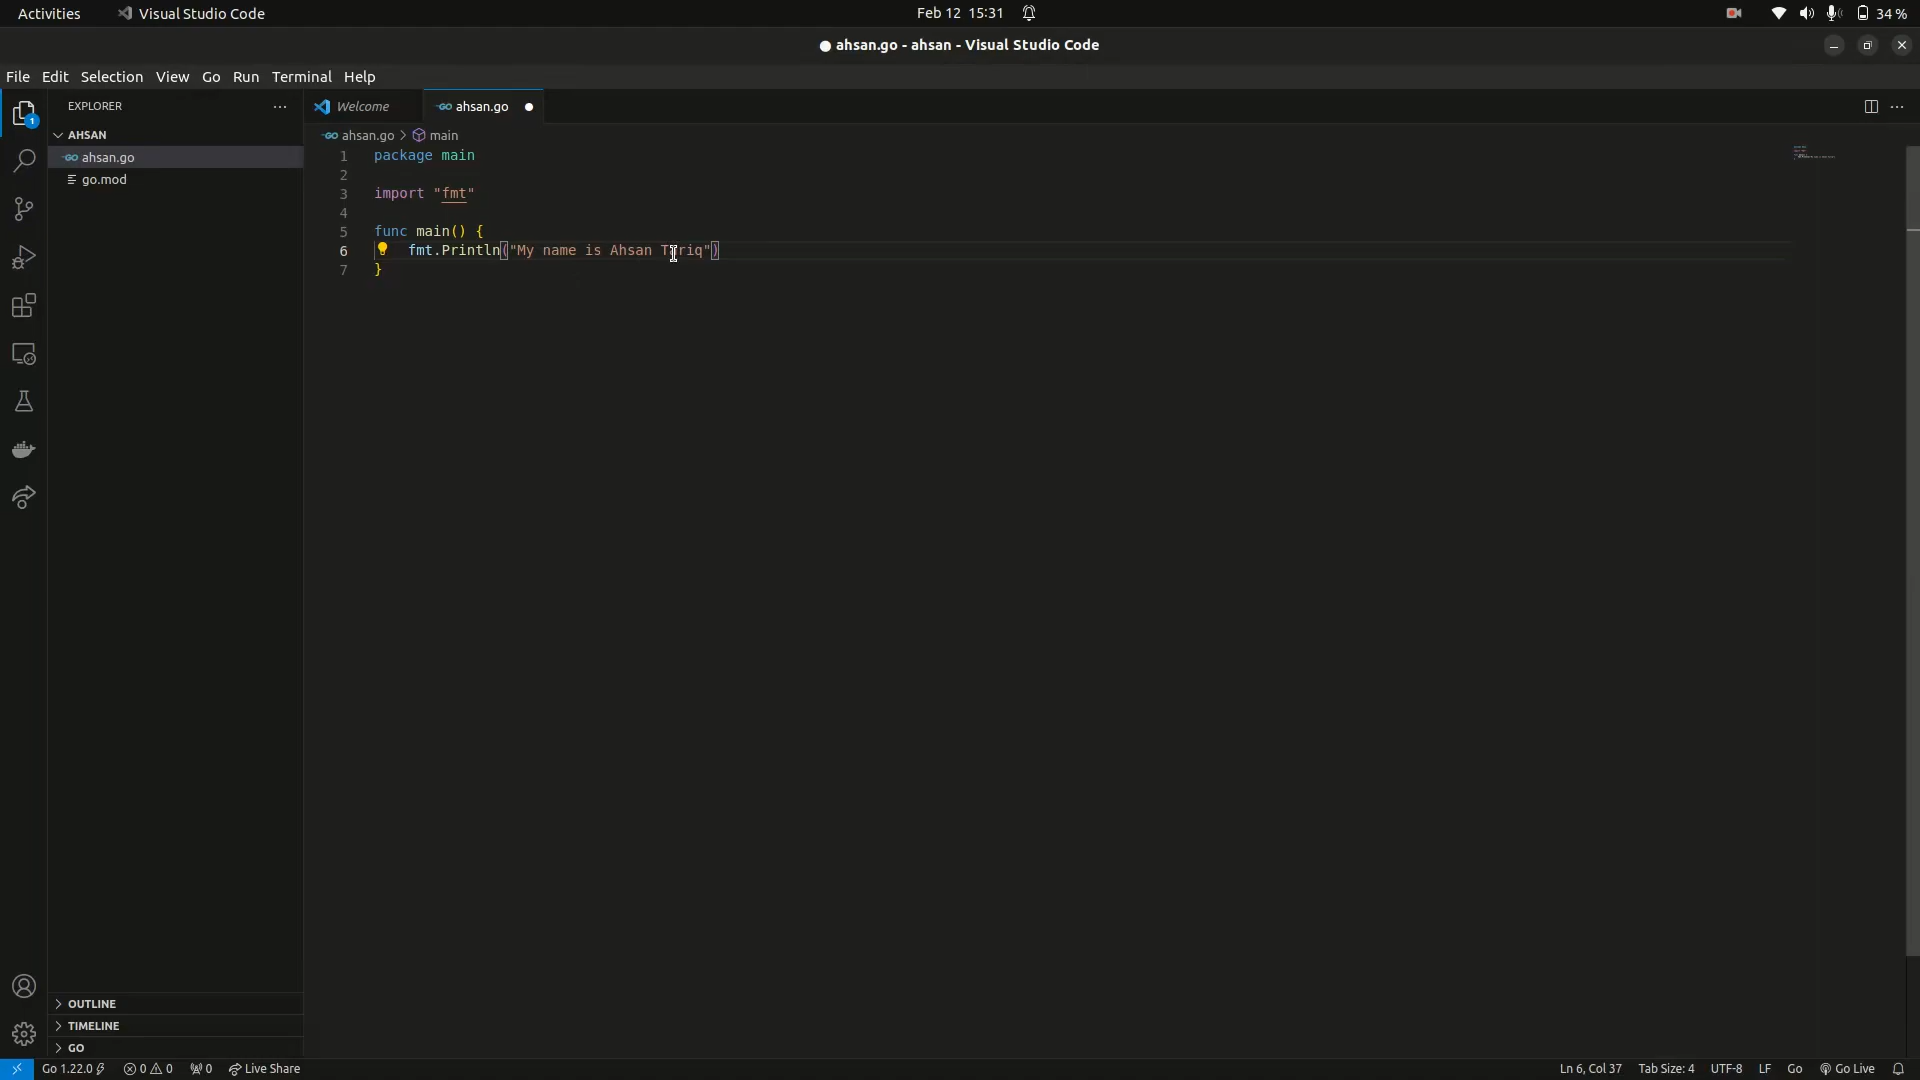 Activities Visual Studio Code Feb 12 15:31 34 %
ahsan.go - ahsan - Visual Studio Code
File Edit Selection View Go Run Terminal Help
EXPLORER
Welcome
GO ahsan.go
AHSAN
GO ahsan.go > main
GO ahsan.go
go.mod
1 package main
2
3 import "fmt"
4
5 func main() {
6 fmt.Println("My name is Ahsan Tariq")
7 }
1
OUTLINE
TIMELINE
GO
Go 1.22.0 0 0 0 Live Share Ln 6, Col 37 Tab Size: 4 UTF-8 LF Go Go Live